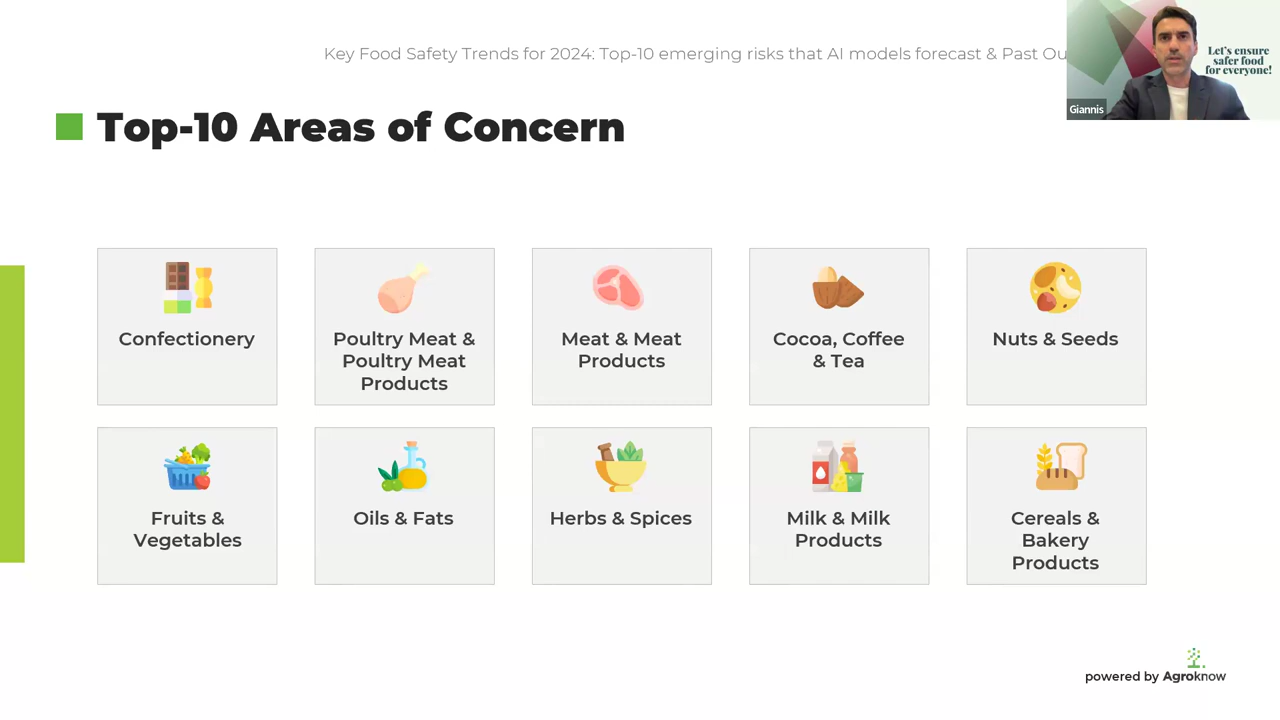 Key Food Safety Trends for 2024: Top-10 emerging risks that AI models forecast & Past Ou
Let's ensure
safer food
for everyone!
Giannis
Top-10 Areas of Concern
Confectionery
Poultry Meat &
Poultry Meat
Products
Meat & Meat
Products
Cocoa, Coffee
& Tea
Nuts & Seeds
Fruits &
Vegetables
Oils & Fats
Herbs & Spices
Milk & Milk
Products
Cereals &
Bakery
Products
powered by Agroknow